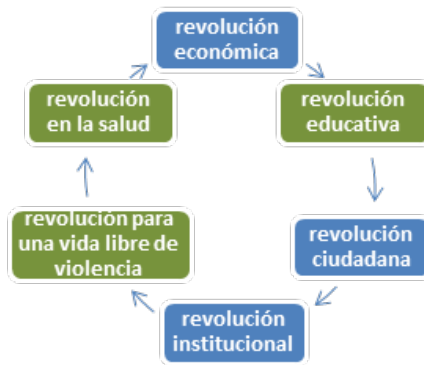 revolución
económica
revolución
educativa
revolución
ciudadana
revolución
institucional
revolución para
una vida libre de
violencia
revolución
en la salud